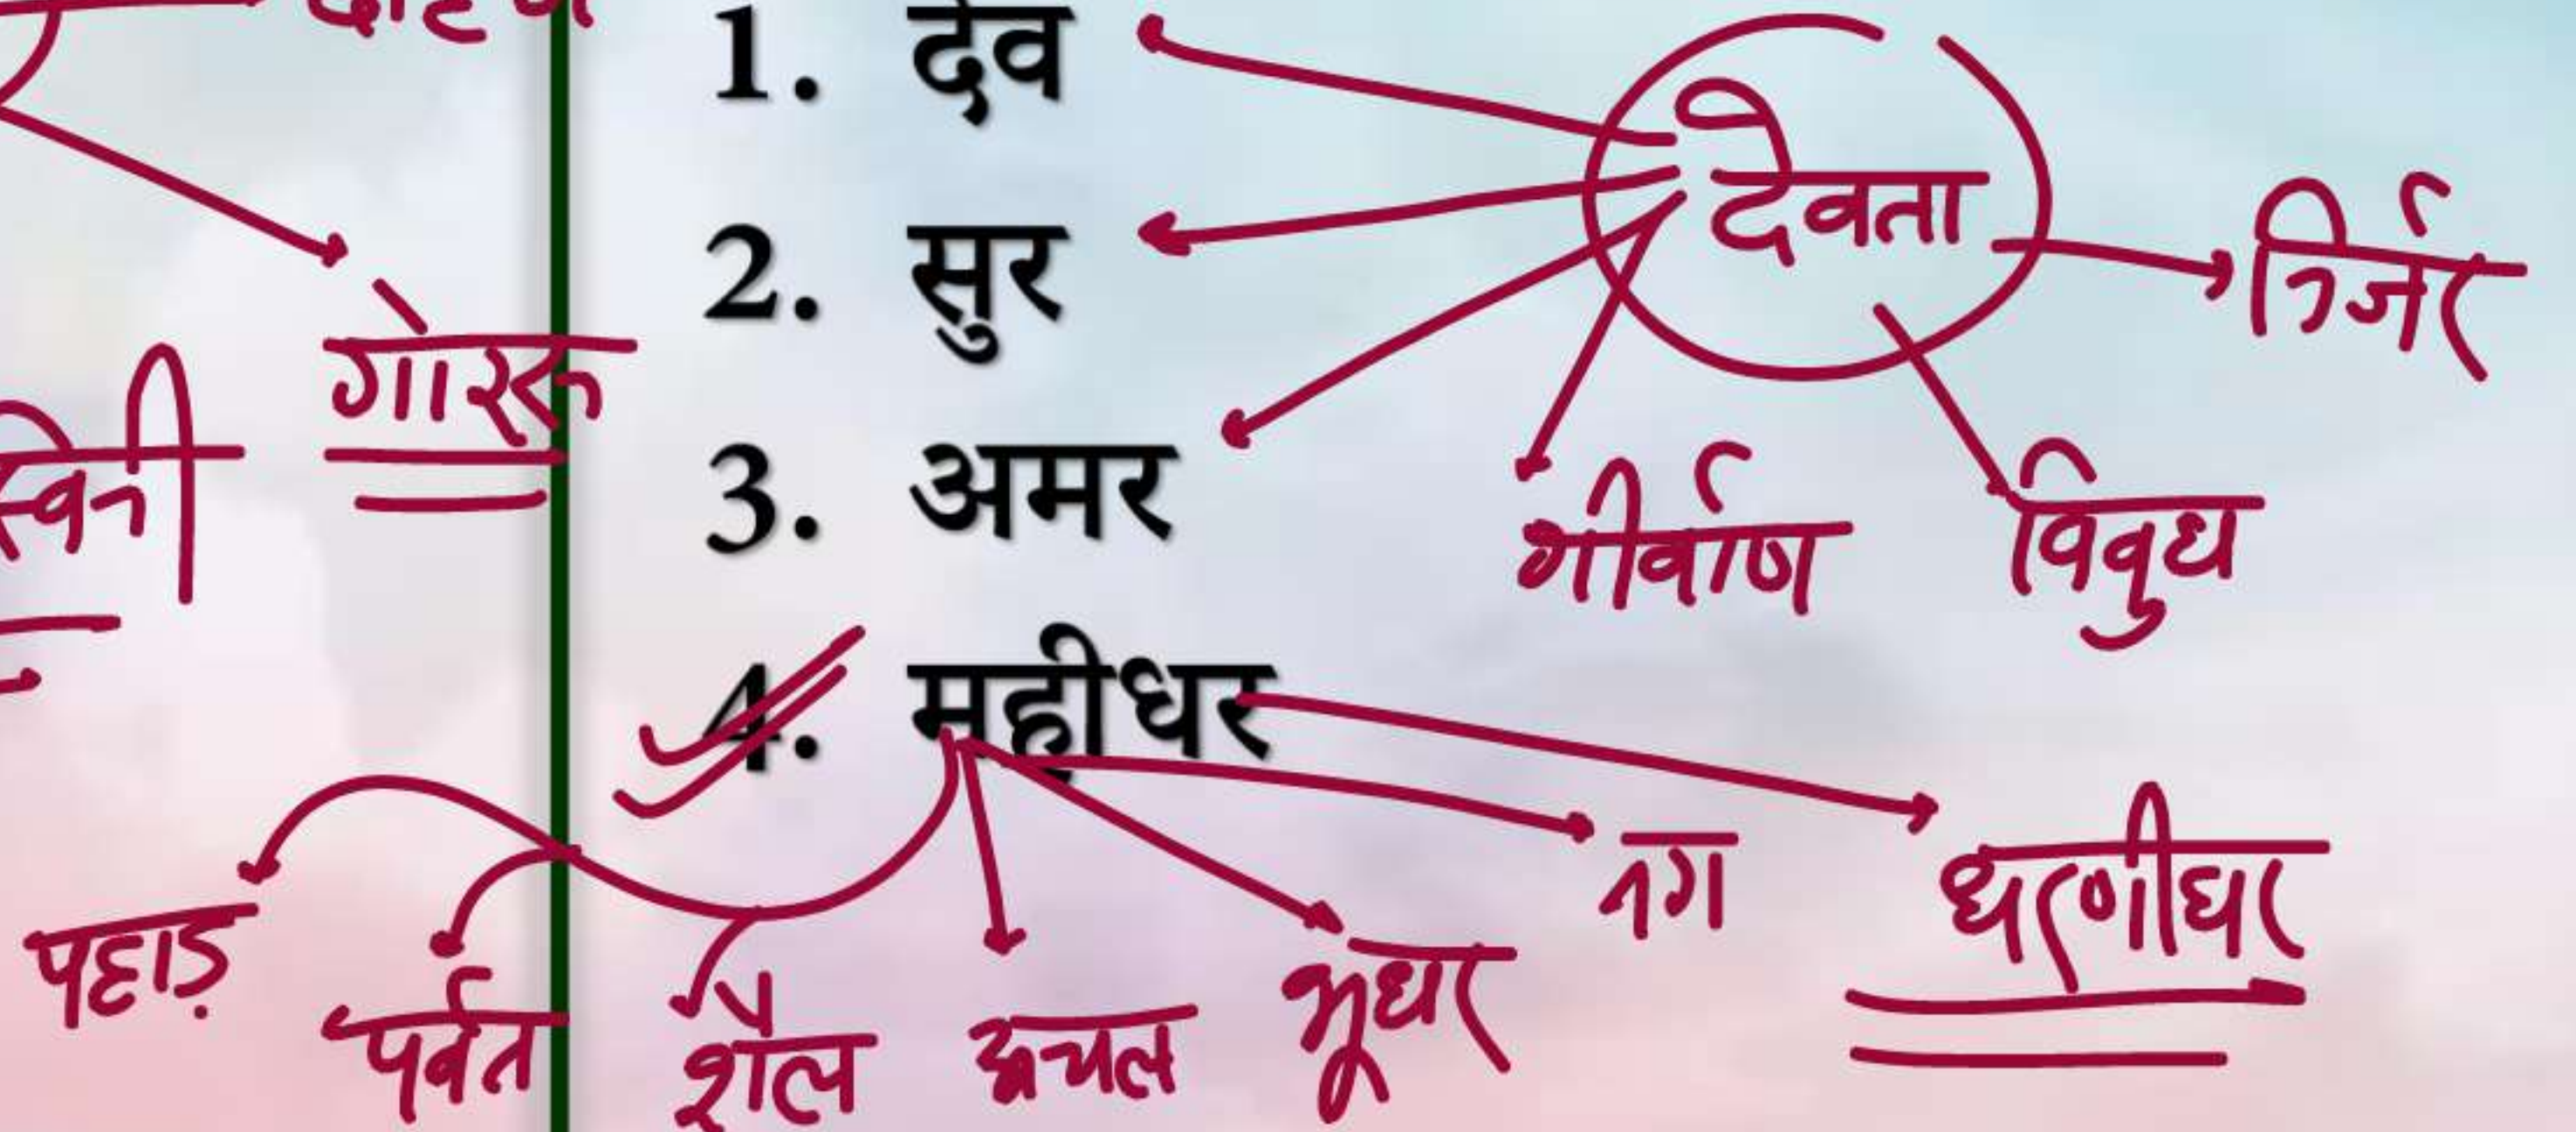 1. देव
देवता
निर्जर
2. सुर
गोरू
3. अमर
गीर्वाण
विवुध
4. महीधर
नग
धरणीधर
पहाड़
पर्वत
शैल
अचल
भूधर